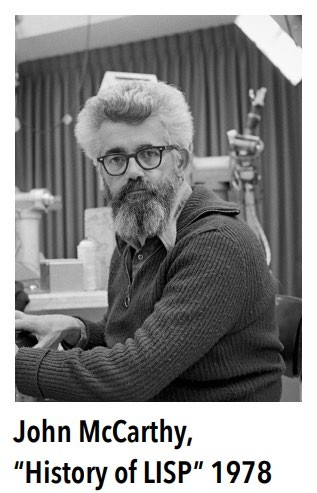 John McCarthy,
“History of LISP” 1978